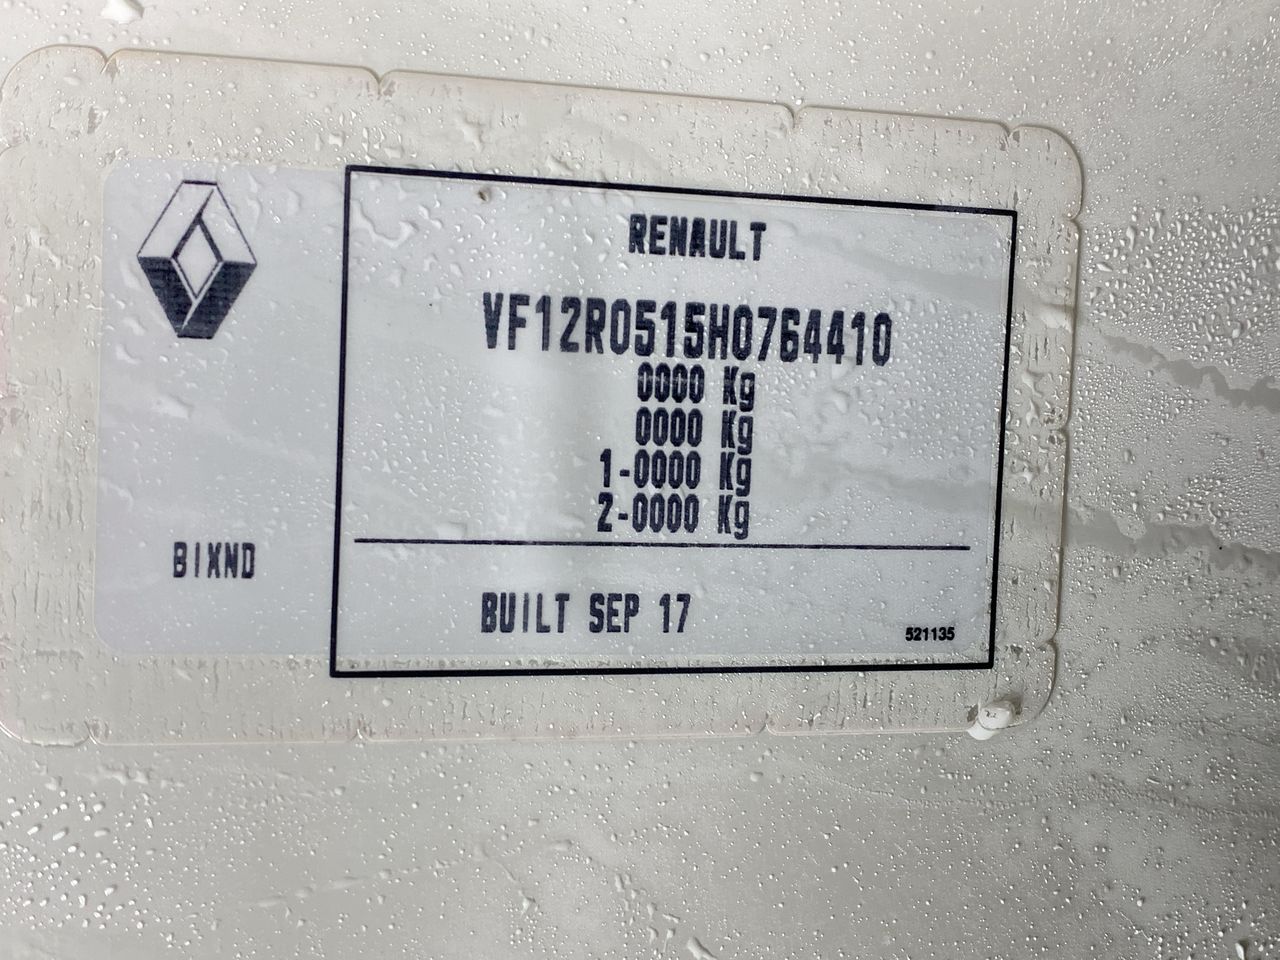 RENAULT
VF12R0515H0764410
0000 Kg
0000 Kg
1-0000 Kg
2-0000 Kg
BIXND
BUILT SEP 17
521135